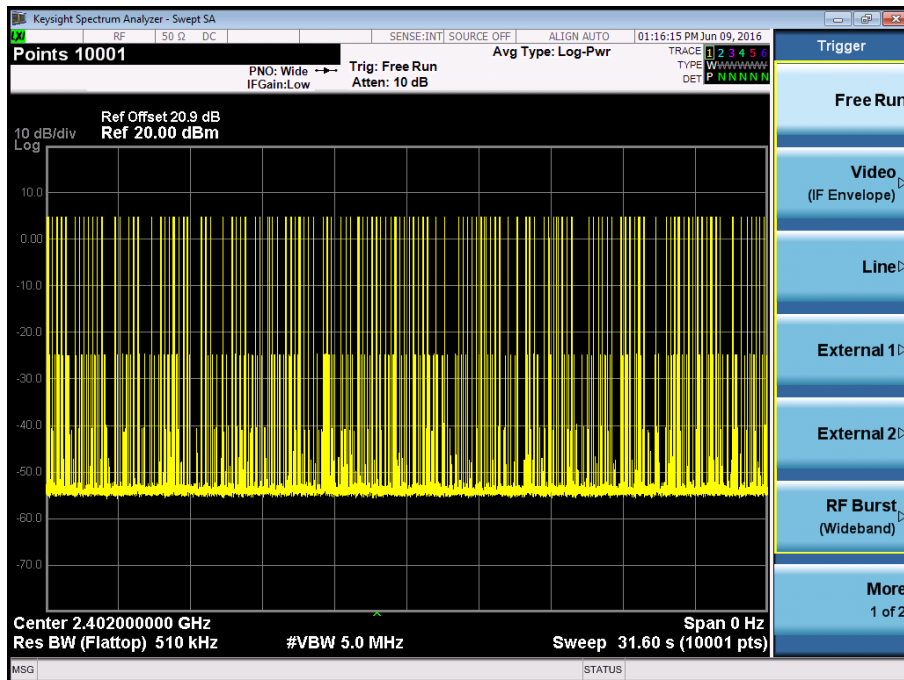 Keysight Spectrum Analyzer - Swept SA
LXI RF 50 Ω DC SENSE:INT SOURCE OFF ALIGN AUTO 01:16:15 PM Jun 09, 2016
Points 10001
PNO: Wide
IFGain:Low
Trig: Free Run
Atten: 10 dB
Avg Type: Log-Pwr
TRACE 1 2 3 4 5 6
TYPE WWWWWW
DET P N N N N N
Ref Offset 20.9 dB
10 dB/div Ref 20.00 dBm
Log
10.0
0.00
-10.0
-20.0
-30.0
-40.0
-50.0
-60.0
-70.0
Center 2.402000000 GHz Span 0 Hz
Res BW (Flattop) 510 kHz #VBW 5.0 MHz Sweep 31.60 s (10001 pts)
MSG STATUS
Trigger
Free Run
Video
(IF Envelope)
Line
External 1
External 2
RF Burst
(Wideband)
More
1 of 2